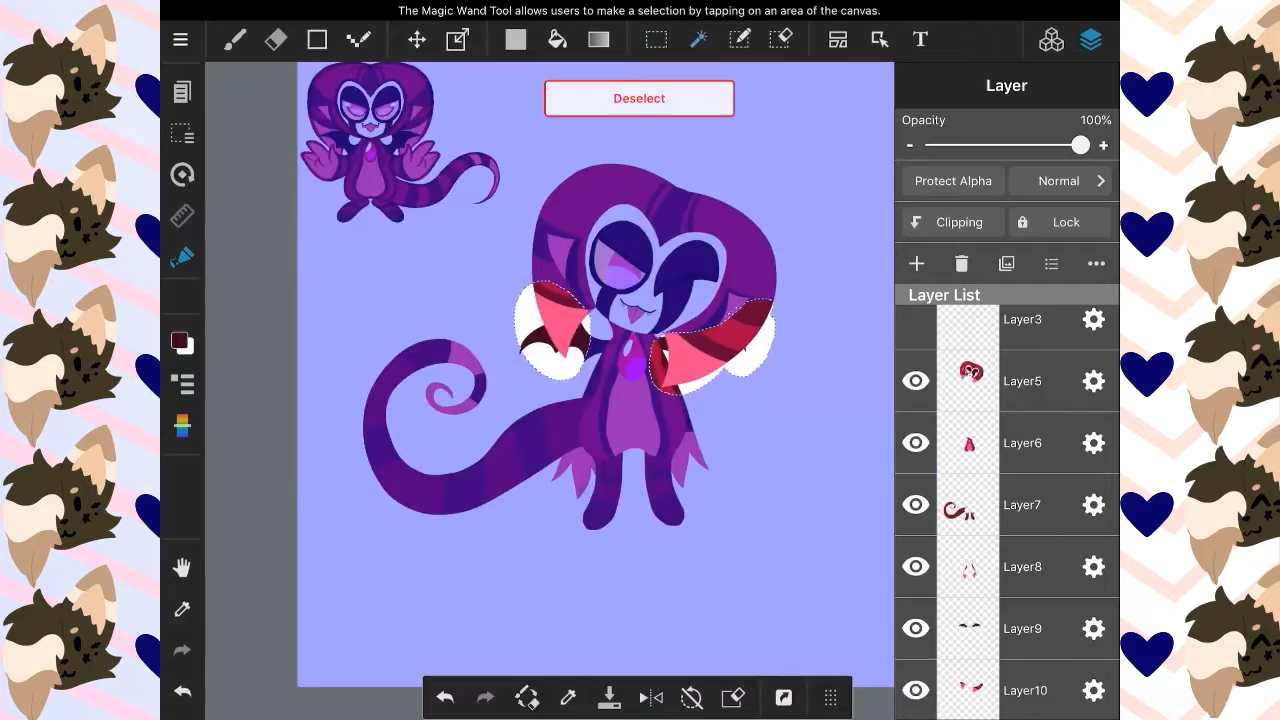 The Magic Wand Tool allows users to make a selection by tapping on an area of the canvas.
T
Deselect
Layer
Opacity 100%
- +
Protect Alpha Normal
Clipping Lock
Layer List
Layer3
Layer5
Layer6
Layer7
Layer8
Layer9
Layer10